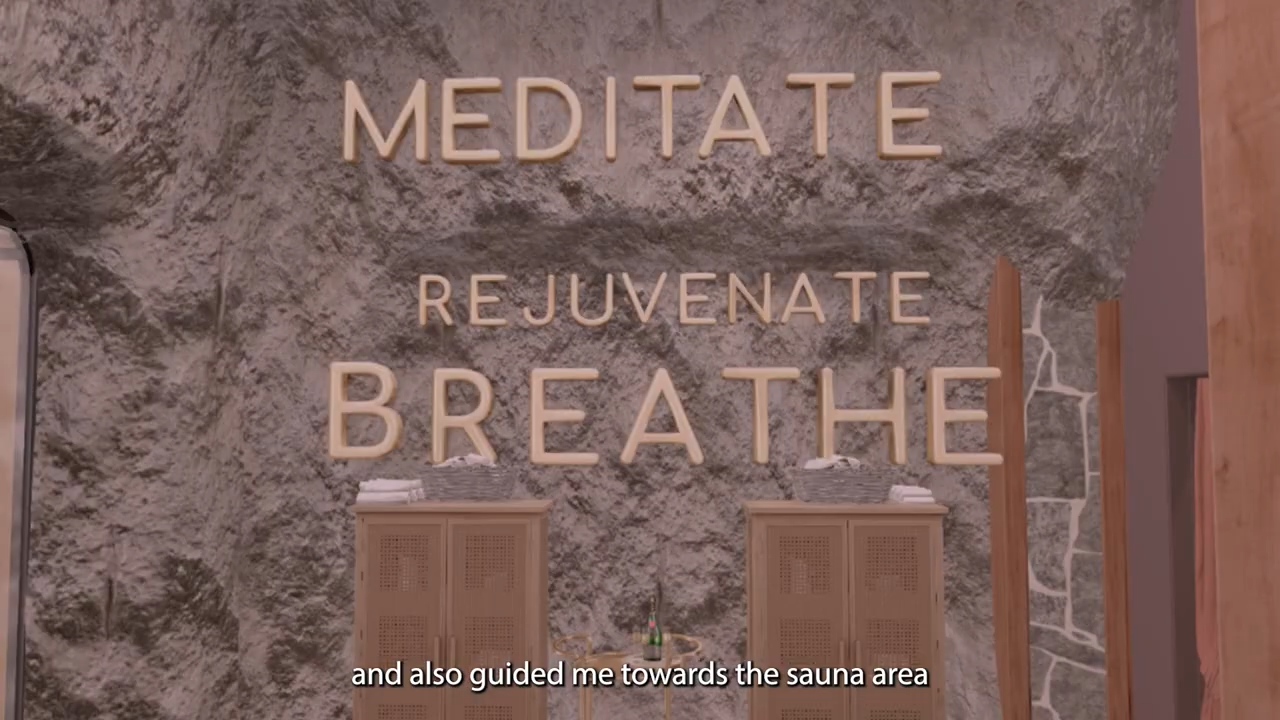 MEDITATE
REJUVENATE
BREATHE
and also guided me towards the sauna area